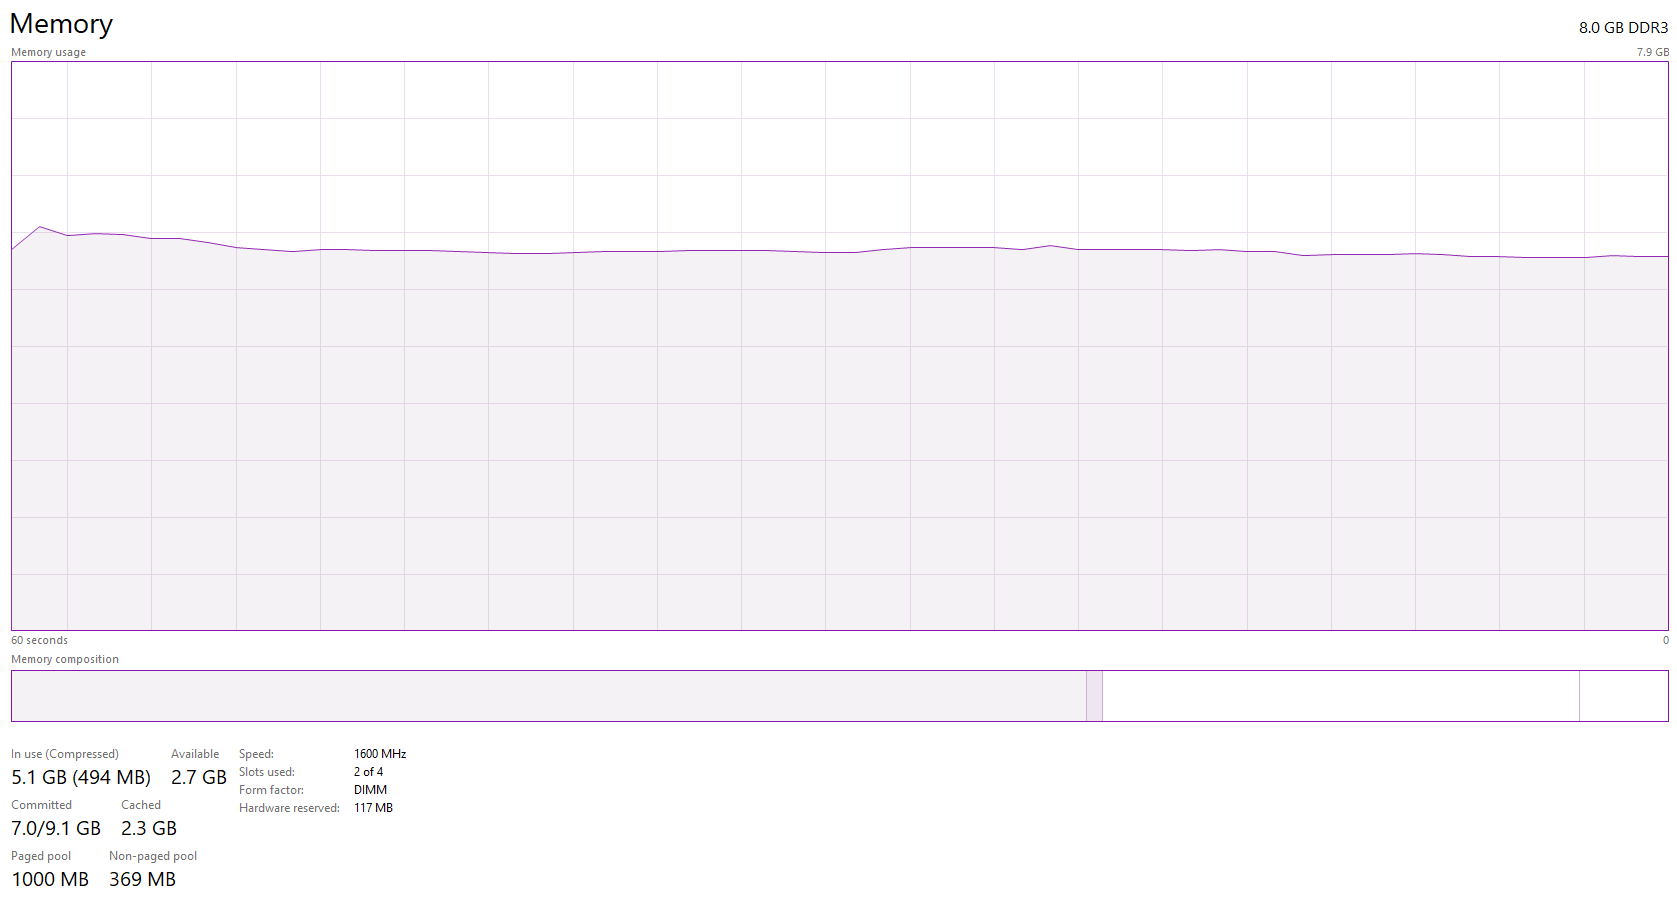 Memory
8.0 GB DDR3
Memory usage
7.9 GB
60 seconds
0
Memory composition
In use (Compressed)
Available
5.1 GB (494 MB)
2.7 GB
Committed
Cached
7.0/9.1 GB
2.3 GB
Paged pool
Non-paged pool
1000 MB
369 MB
Speed:
1600 MHz
Slots used:
2 of 4
Form factor:
DIMM
Hardware reserved:
117 MB